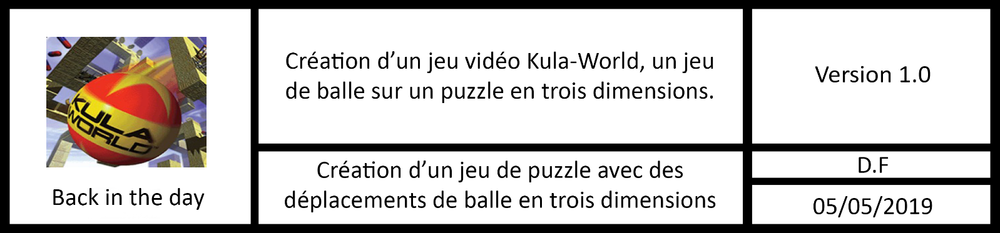 KULA
WORLD
Back in the day
Création d’un jeu vidéo Kula-World, un jeu
de balle sur un puzzle en trois dimensions.
Création d’un jeu de puzzle avec des
déplacements de balle en trois dimensions
Version 1.0
D.F
05/05/2019